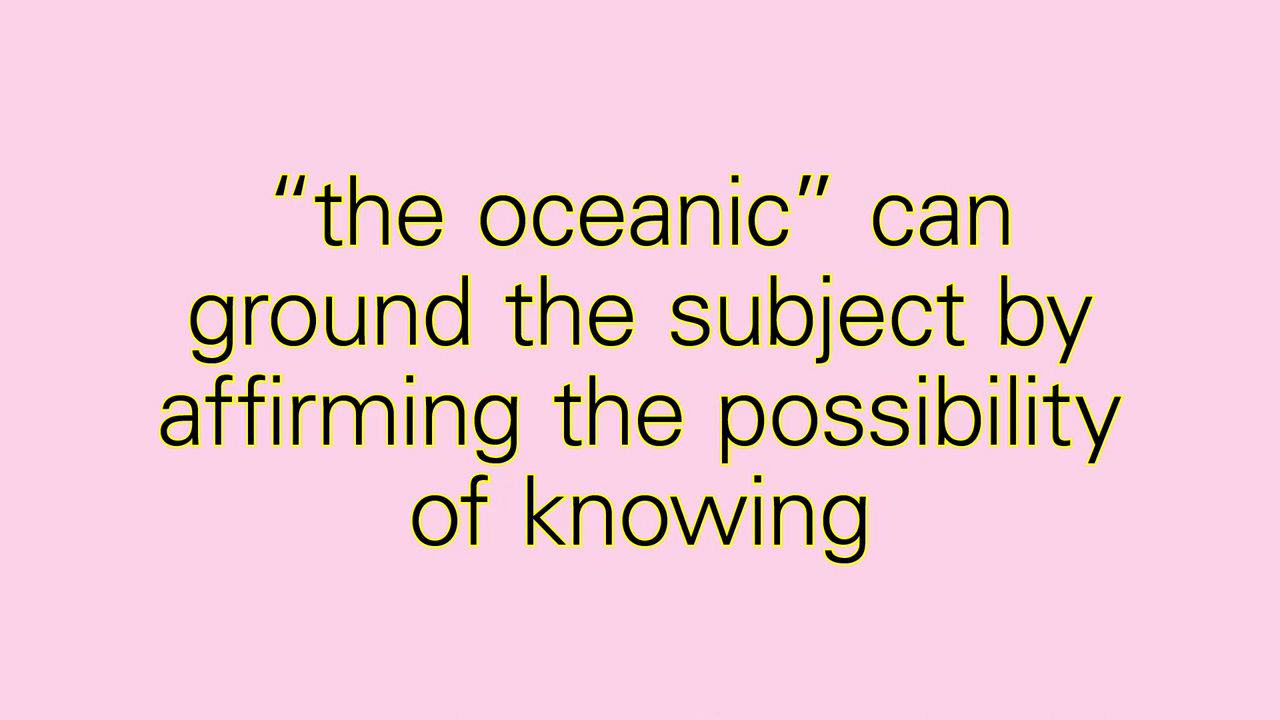 “the oceanic” can
ground the subject by
affirming the possibility
of knowing